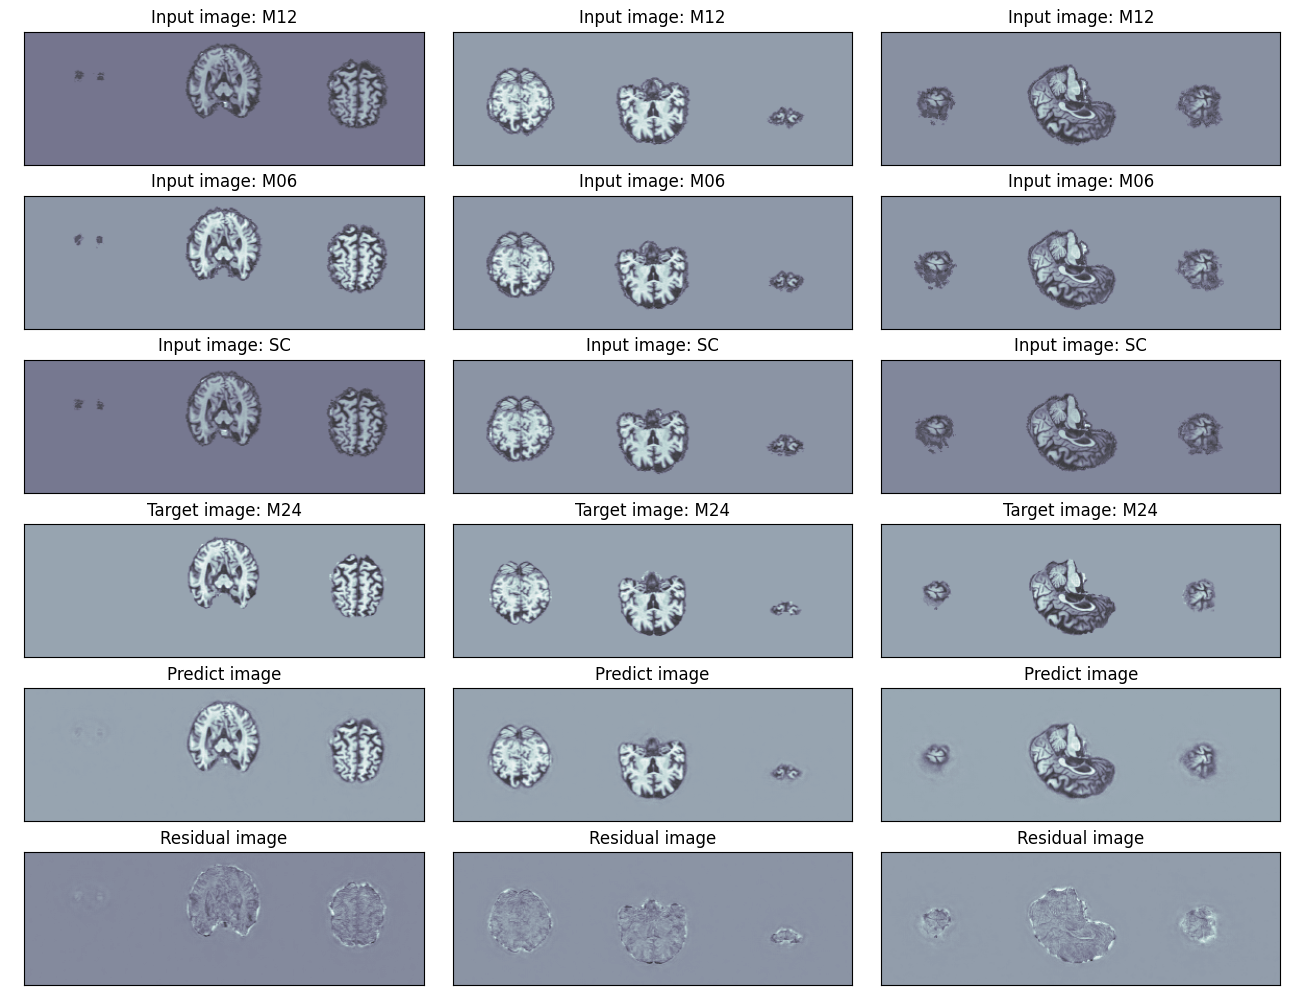 Input image: M12 Input image: M12 Input image: M12
Input image: M06 Input image: M06 Input image: M06
Input image: SC Input image: SC Input image: SC
Target image: M24 Target image: M24 Target image: M24
Predict image Predict image Predict image
Residual image Residual image Residual image